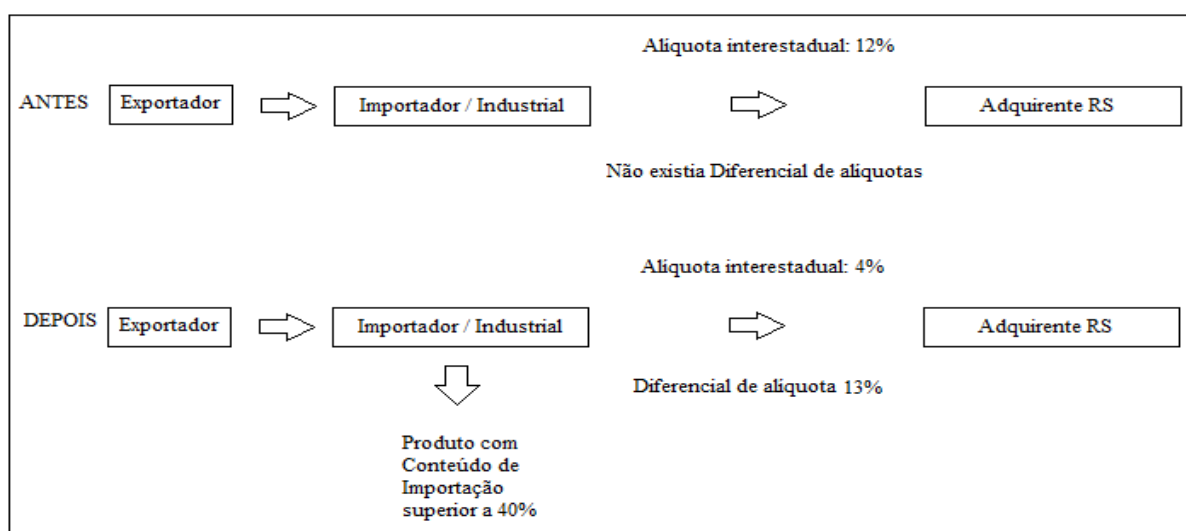 Aliquota interestadual: 12%
ANTES Exportador Importador / Industrial Adquirente RS
Não existia Diferencial de aliquotas
Aliquota interestadual: 4%
DEPOIS Exportador Importador / Industrial Adquirente RS
Diferencial de aliquota 13%
Produto com
Conteúdo de
Importação
superior a 40%